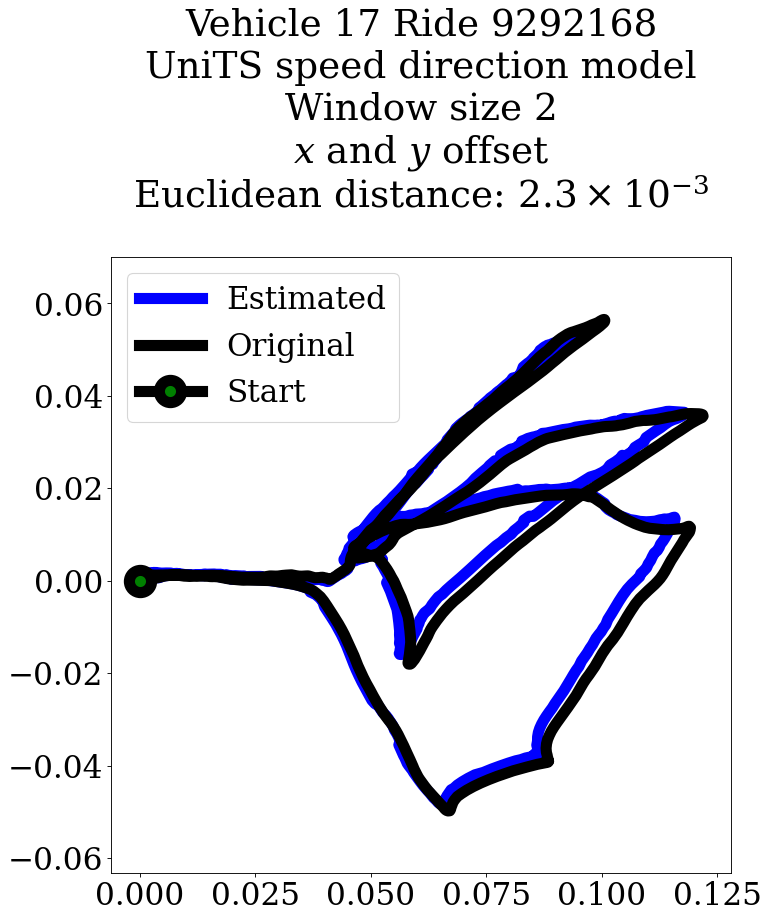 Vehicle 17 Ride 9292168
UniTS speed direction model
Window size 2
x and y offset
Euclidean distance: 2.3 × 10⁻³
Estimated
Original
Start
0.06
0.04
0.02
0.00
−0.02
−0.04
−0.06
0.000 0.025 0.050 0.075 0.100 0.125